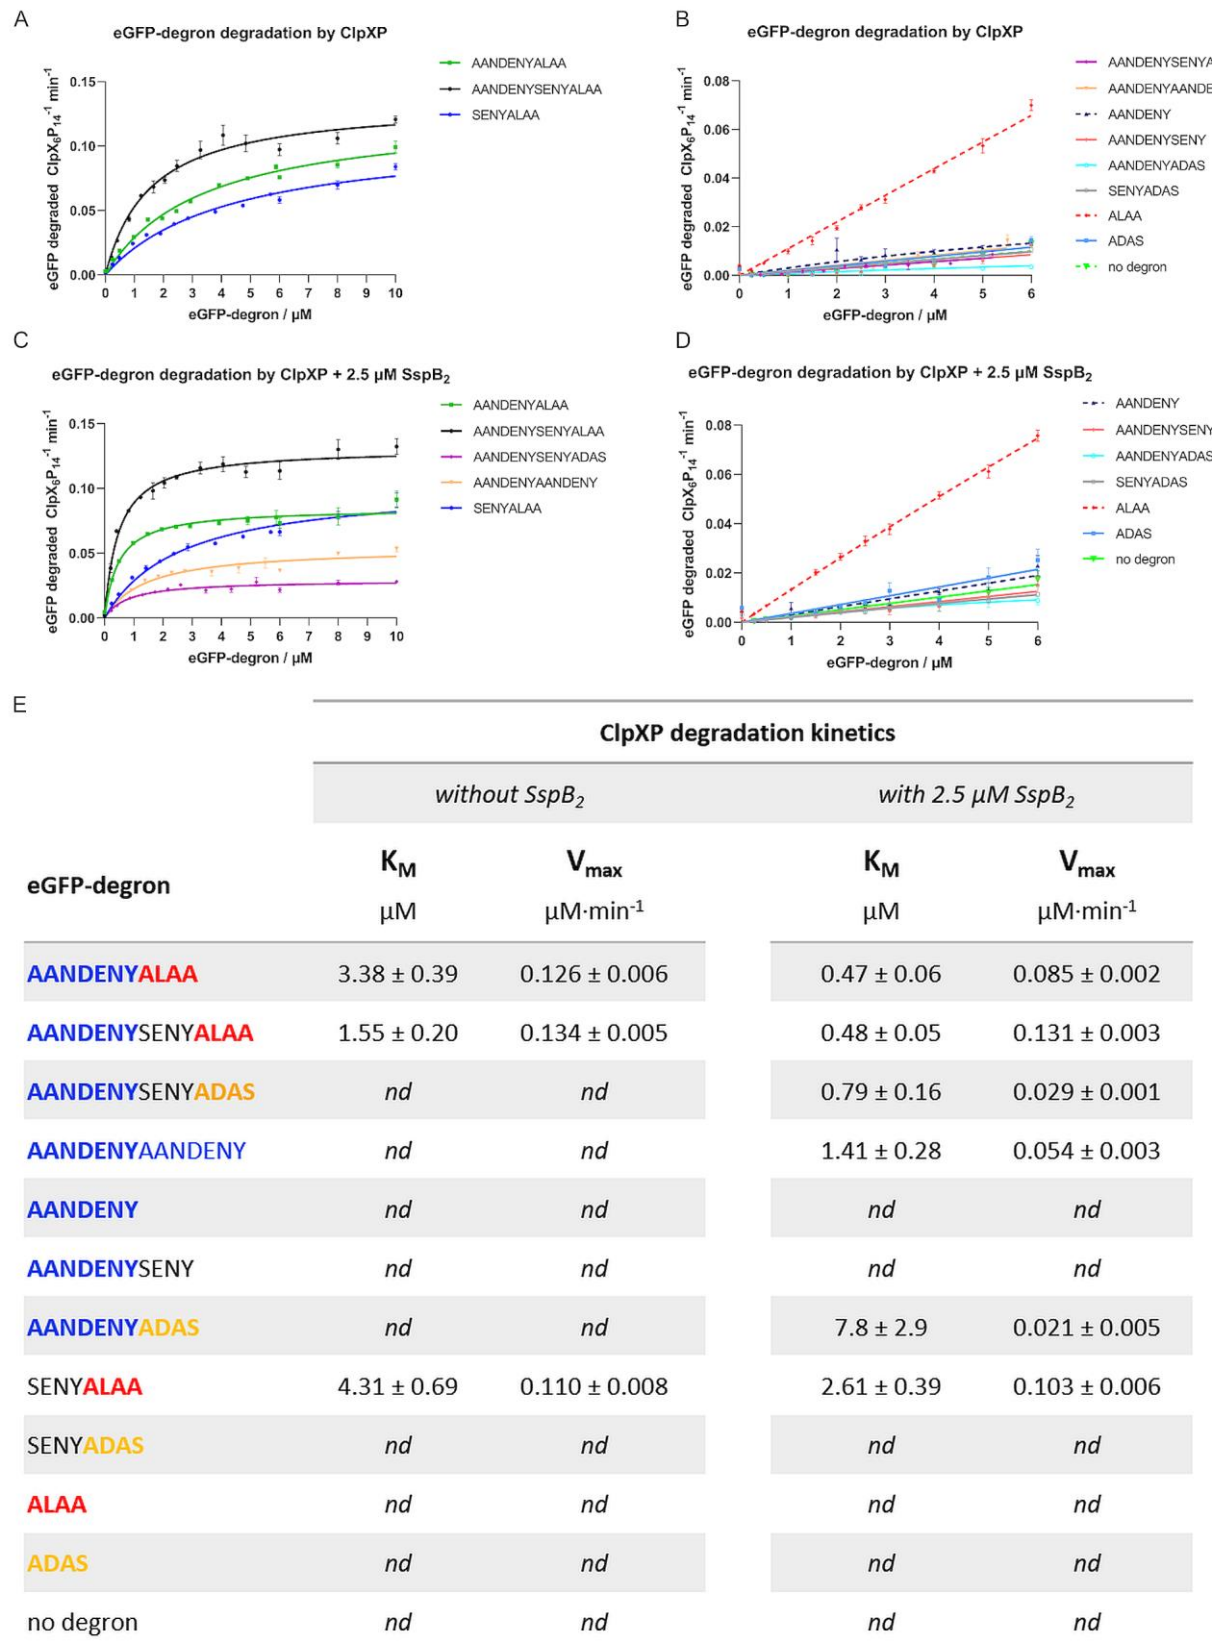 A
eGFP-degron degradation by ClpXP
eGFP degraded ClpX₆P₁₄⁻¹ min⁻¹
0.15
0.10
0.05
0.00
0 1 2 3 4 5 6 7 8 9 10
eGFP-degron / µM
AANDENYALAA
AANDENYSENYALAA
SENYALAA
B
eGFP-degron degradation by ClpXP
eGFP degraded ClpX₆P₁₄⁻¹ min⁻¹
0.08
0.06
0.04
0.02
0.00
0 1 2 3 4 5 6
eGFP-degron / µM
AANDENYSENYA
AANDENYAANDE
AANDENY
AANDENYSENY
AANDENYADAS
SENYADAS
ALAA
ADAS
no degron
C
eGFP-degron degradation by ClpXP + 2.5 µM SspB₂
eGFP degraded ClpX₆P₁₄⁻¹ min⁻¹
0.15
0.10
0.05
0.00
0 1 2 3 4 5 6 7 8 9 10
eGFP-degron / µM
AANDENYALAA
AANDENYSENYALAA
AANDENYSENYADAS
AANDENYAANDENY
SENYALAA
D
eGFP-degron degradation by ClpXP + 2.5 µM SspB₂
eGFP degraded ClpX₆P₁₄⁻¹ min⁻¹
0.08
0.06
0.04
0.02
0.00
0 1 2 3 4 5 6
eGFP-degron / µM
AANDENY
AANDENYSENY
AANDENYADAS
SENYADAS
ALAA
ADAS
no degron
E
ClpXP degradation kinetics
without SspB₂ with 2.5 µM SspB₂
eGFP-degron K_M V_max K_M V_max
µM µM·min⁻¹ µM µM·min⁻¹
AANDENYALAA 3.38 ± 0.39 0.126 ± 0.006 0.47 ± 0.06 0.085 ± 0.002
AANDENYSENYALAA 1.55 ± 0.20 0.134 ± 0.005 0.48 ± 0.05 0.131 ± 0.003
AANDENYSENYADAS nd nd 0.79 ± 0.16 0.029 ± 0.001
AANDENYAANDENY nd nd 1.41 ± 0.28 0.054 ± 0.003
AANDENY nd nd nd nd
AANDENYSENY nd nd nd nd
AANDENYADAS nd nd 7.8 ± 2.9 0.021 ± 0.005
SENYALAA 4.31 ± 0.69 0.110 ± 0.008 2.61 ± 0.39 0.103 ± 0.006
SENYADAS nd nd nd nd
ALAA nd nd nd nd
ADAS nd nd nd nd
no degron nd nd nd nd